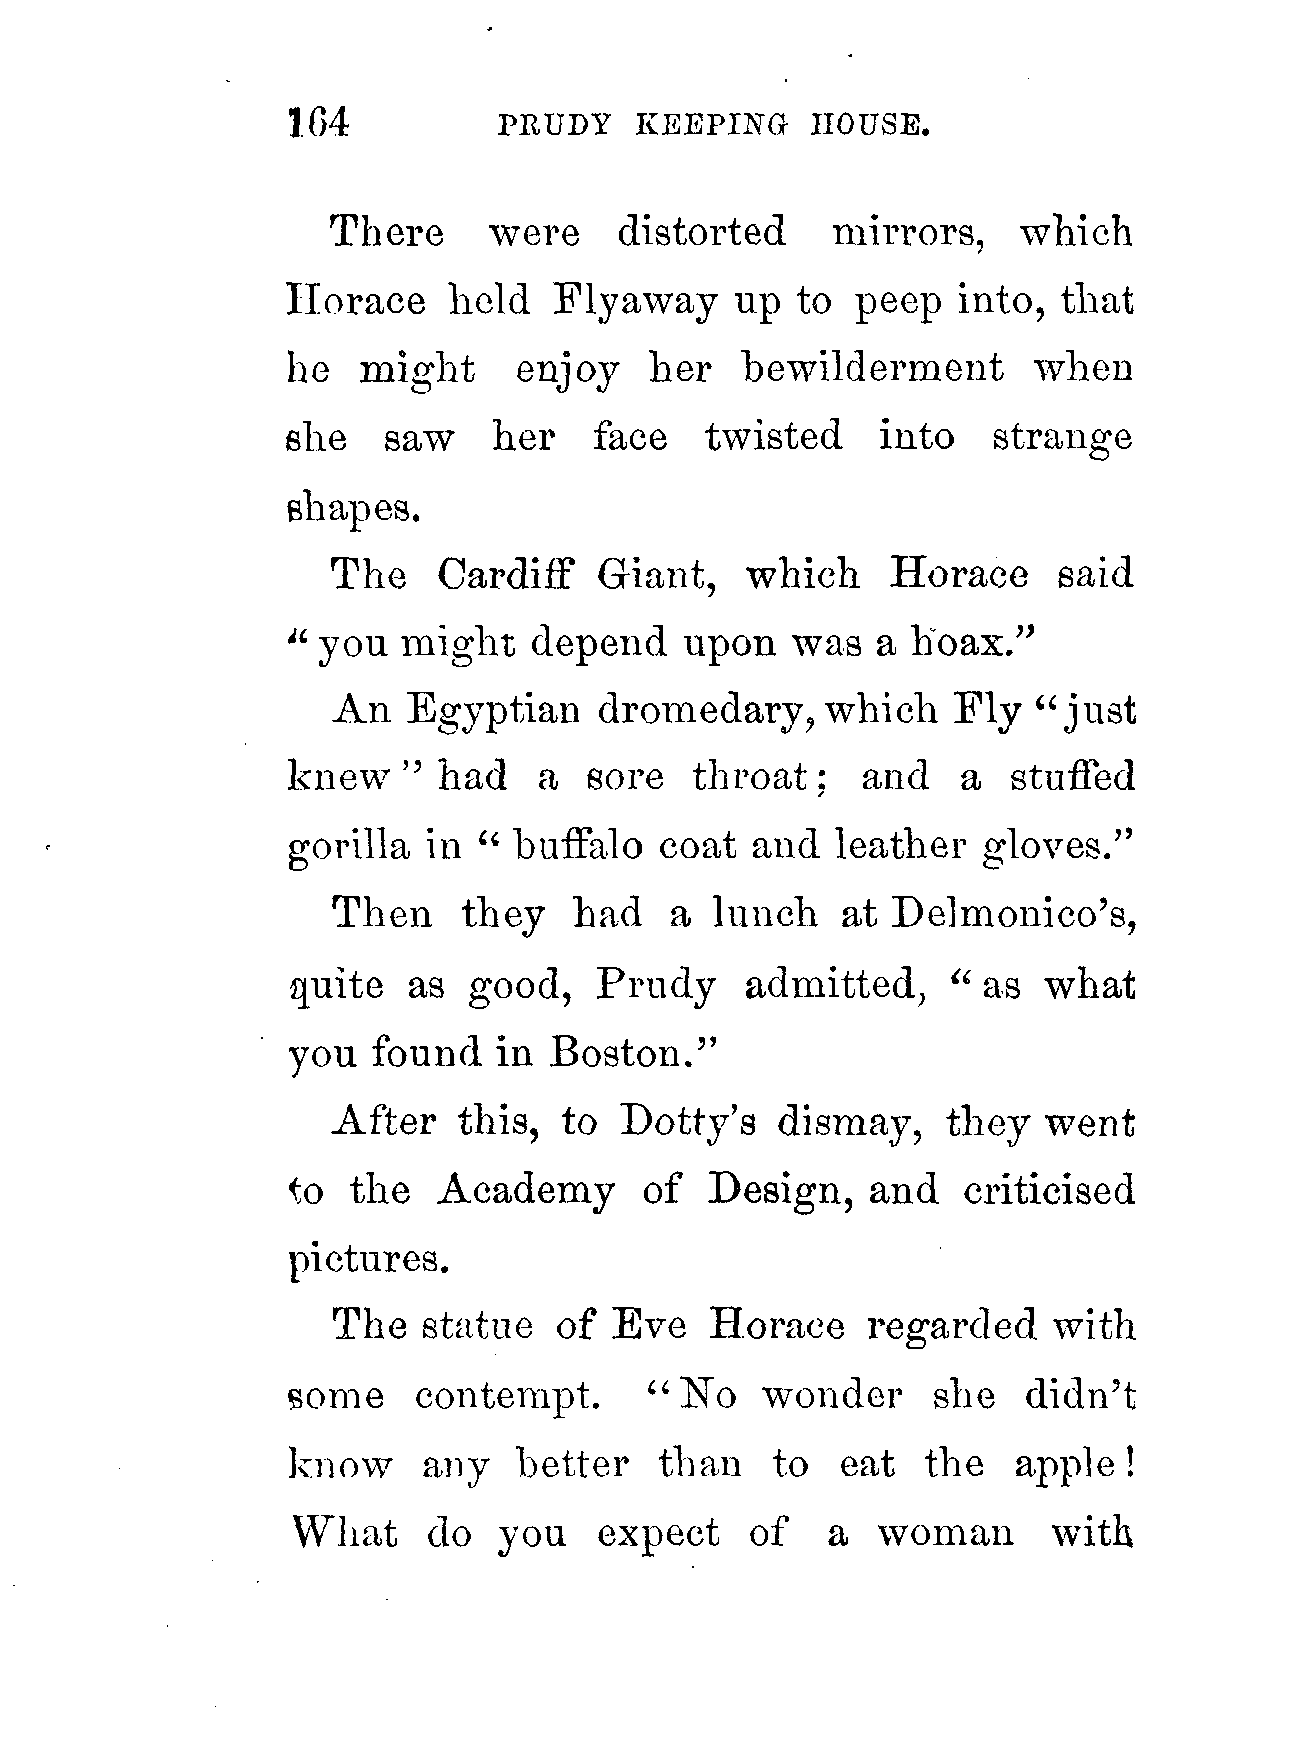 164 PRUDY KEEPING HOUSE.
There were distorted mirrors, which
Horace held Flyaway up to peep into, that
he might enjoy her bewilderment when
she saw her face twisted into strange
shapes.
The Cardiff Giant, which Horace said
“you might depend upon was a hoax.”
An Egyptian dromedary, which Fly “just
knew” had a sore throat; and a stuffed
gorilla in “buffalo coat and leather gloves.”
Then they had a lunch at Delmonico’s,
quite as good, Prudy admitted, “as what
you found in Boston.”
After this, to Dotty’s dismay, they went
to the Academy of Design, and criticised
pictures.
The statue of Eve Horace regarded with
some contempt. “No wonder she didn’t
know any better than to eat the apple!
What do you expect of a woman with